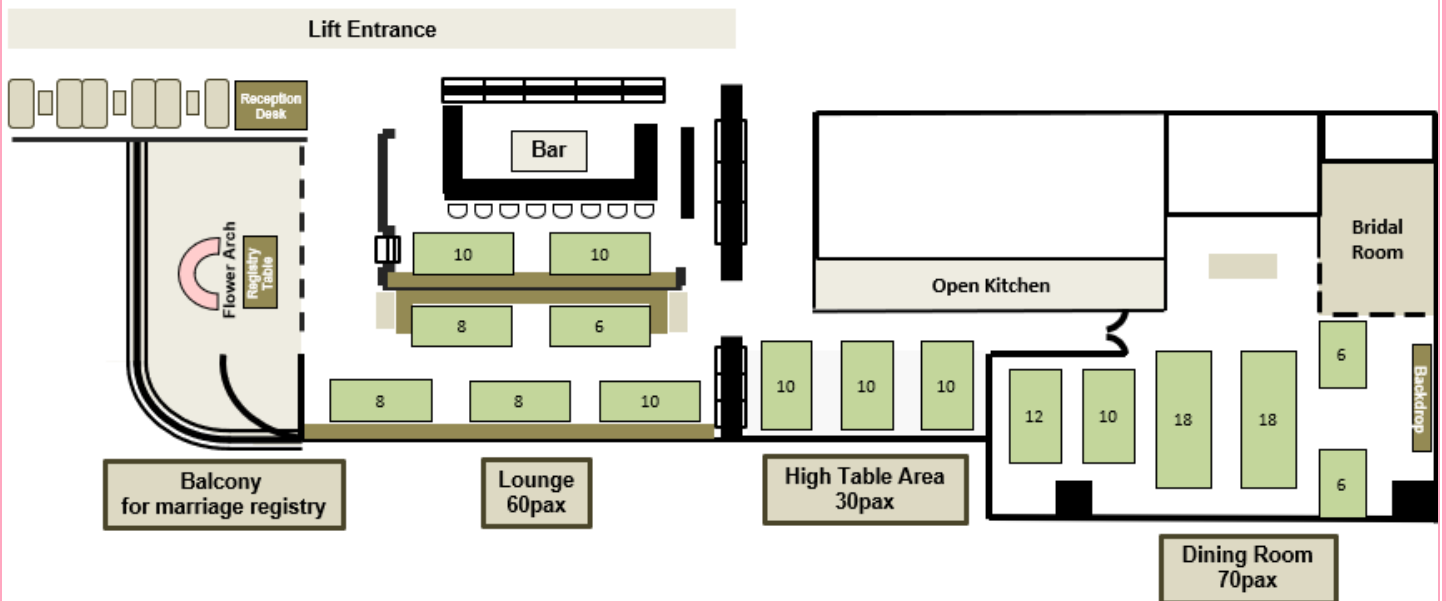 Lift Entrance
Reception
Desk
Bar
Flower Arch
Registry
Table
10
10
8
6
8
8
10
Open Kitchen
Bridal
Room
10
10
10
12
10
18
18
6
6
Backdrop
Balcony
for marriage registry
Lounge
60pax
High Table Area
30pax
Dining Room
70pax